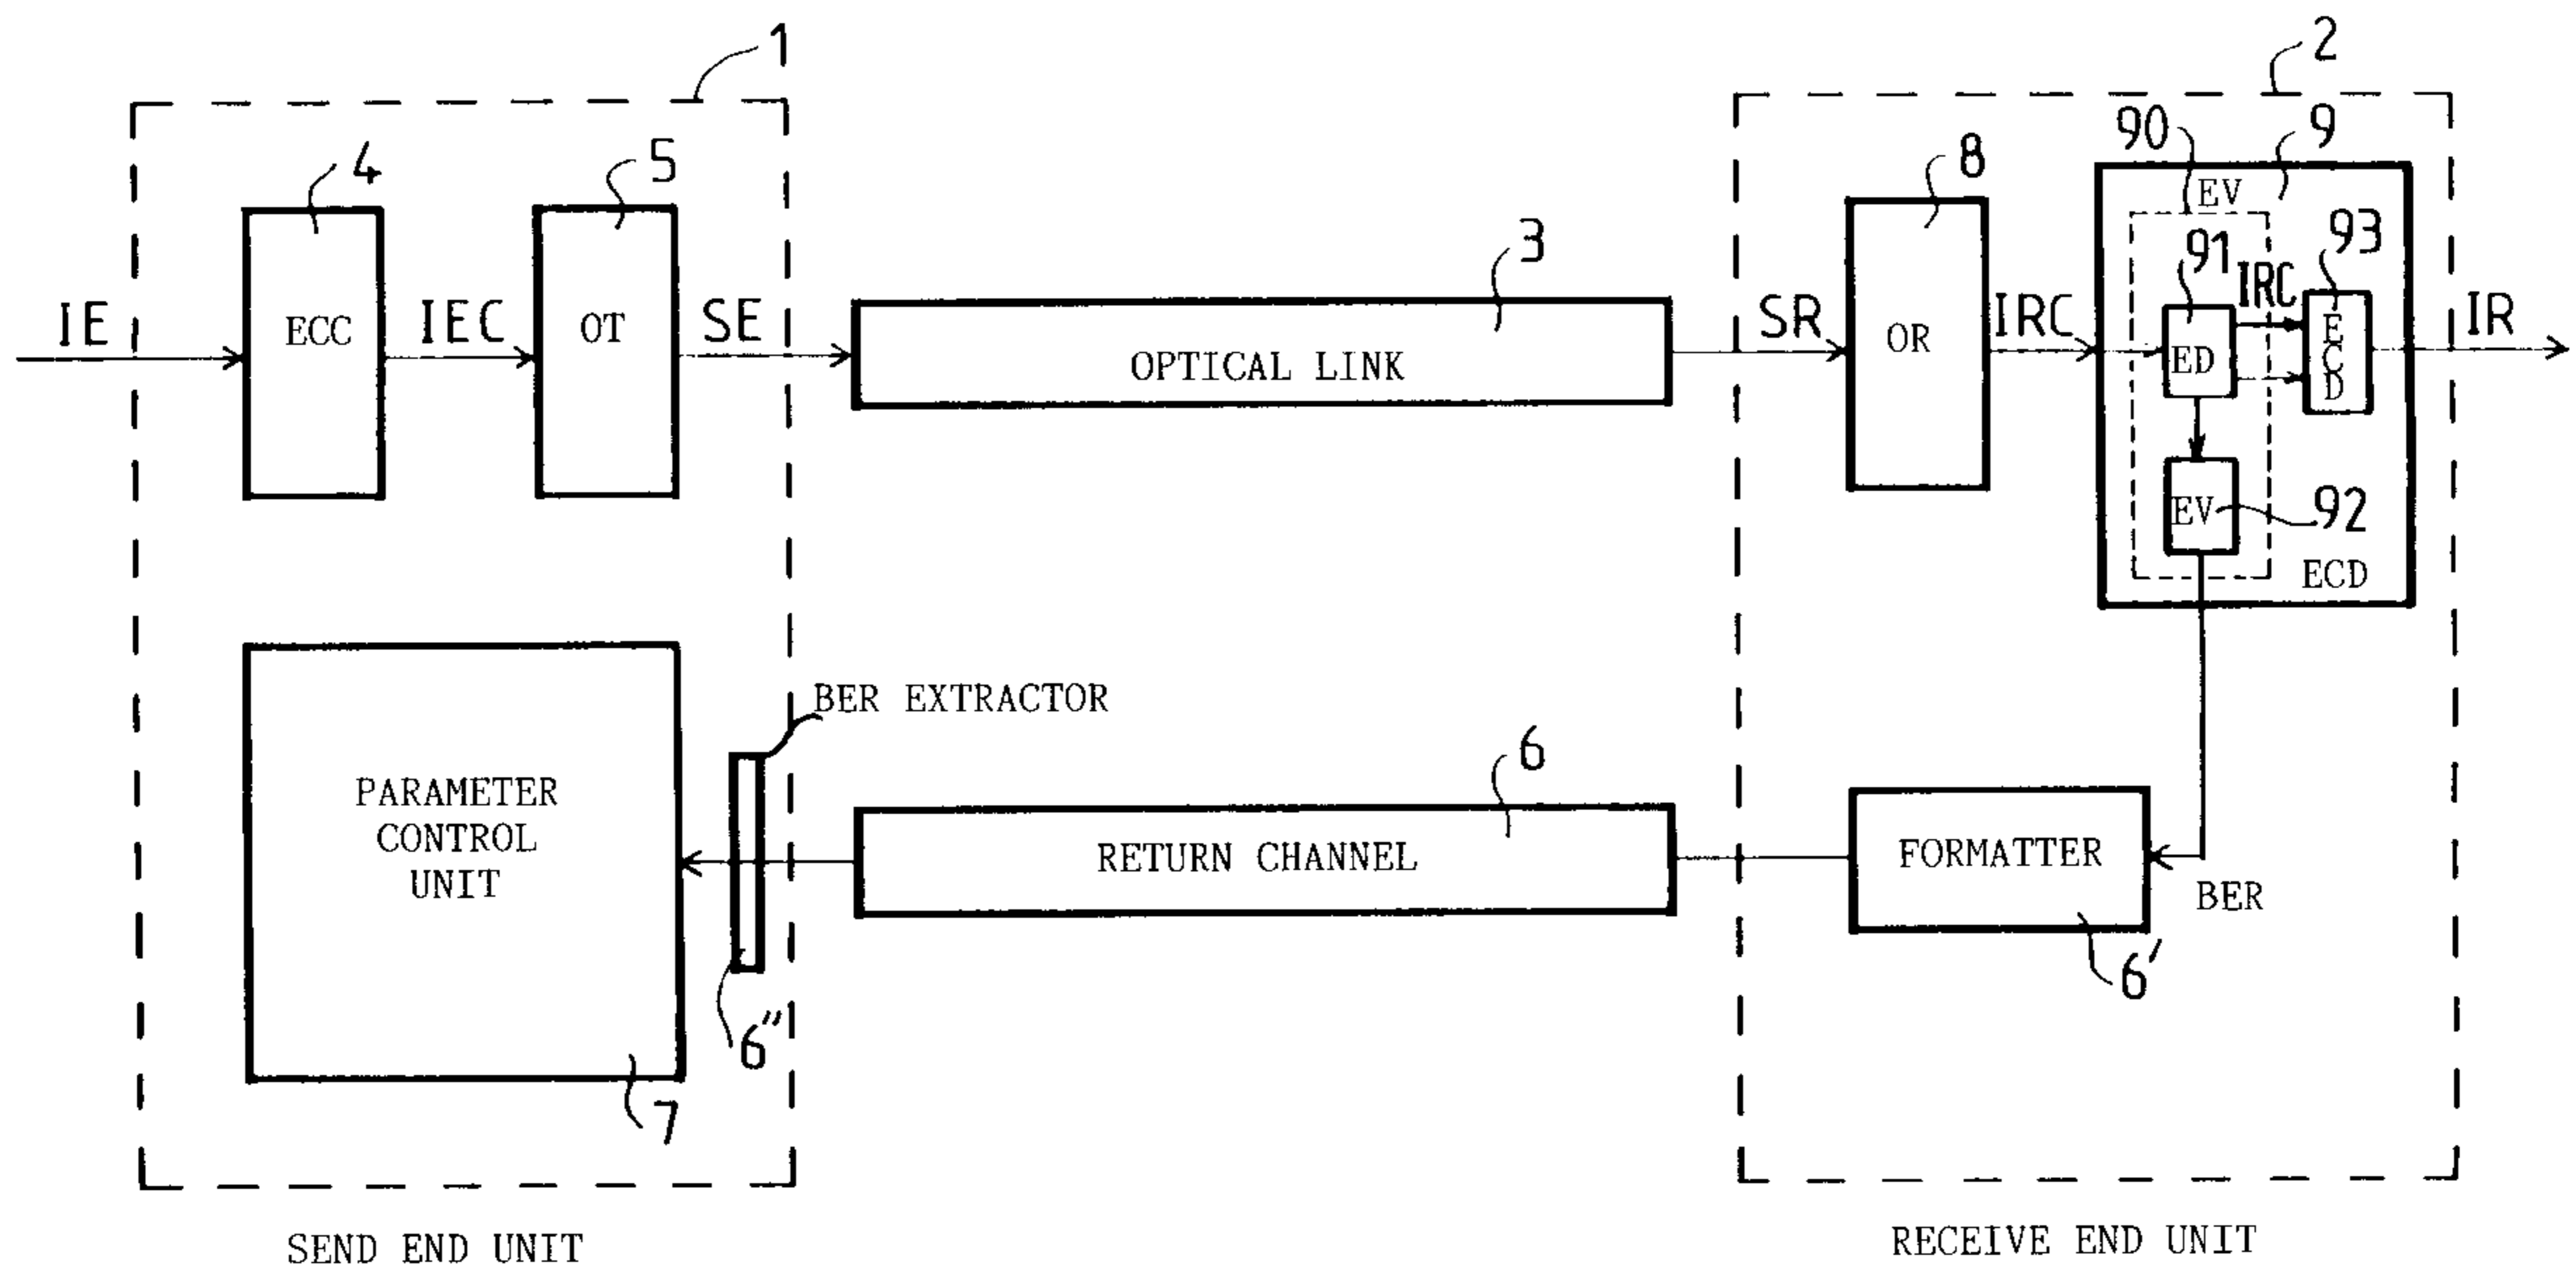 1
2
4
5
3
8
90
9
EV
91
93
IE
ECC
IEC
OT
SE
OPTICAL LINK
SR
OR
IRC
ED
IRC
E
C
D
IR
EV
92
ECD
BER EXTRACTOR
PARAMETER
CONTROL
UNIT
6
RETURN CHANNEL
FORMATTER
BER
6'
6"
7
SEND END UNIT
RECEIVE END UNIT